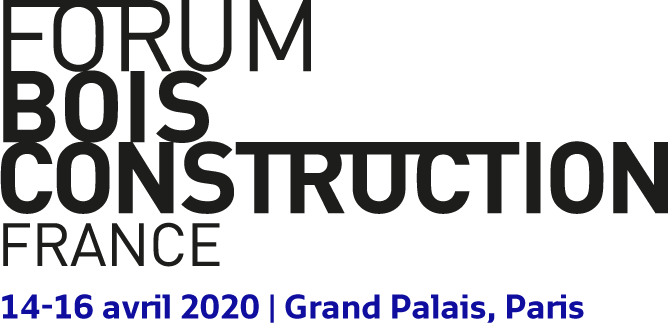 FORUM
BOIS
CONSTRUCTION
FRANCE
14-16 avril 2020 | Grand Palais, Paris